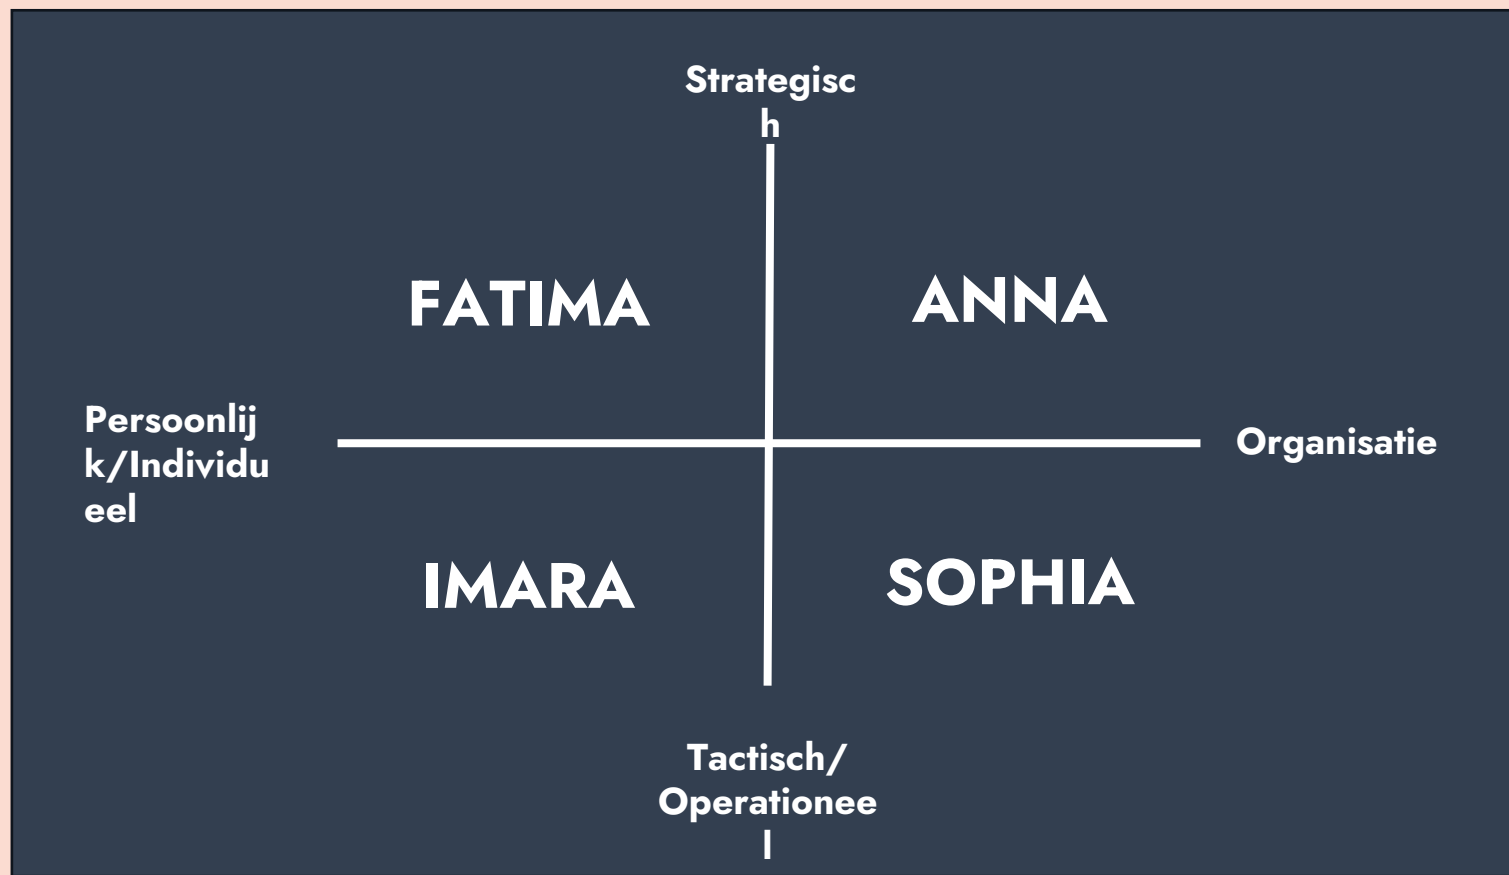 Strategisc
h
FATIMA
ANNA
Persoonlij
k/Individu
eel
Organisatie
IMARA
SOPHIA
Tactisch/
Operationee
l